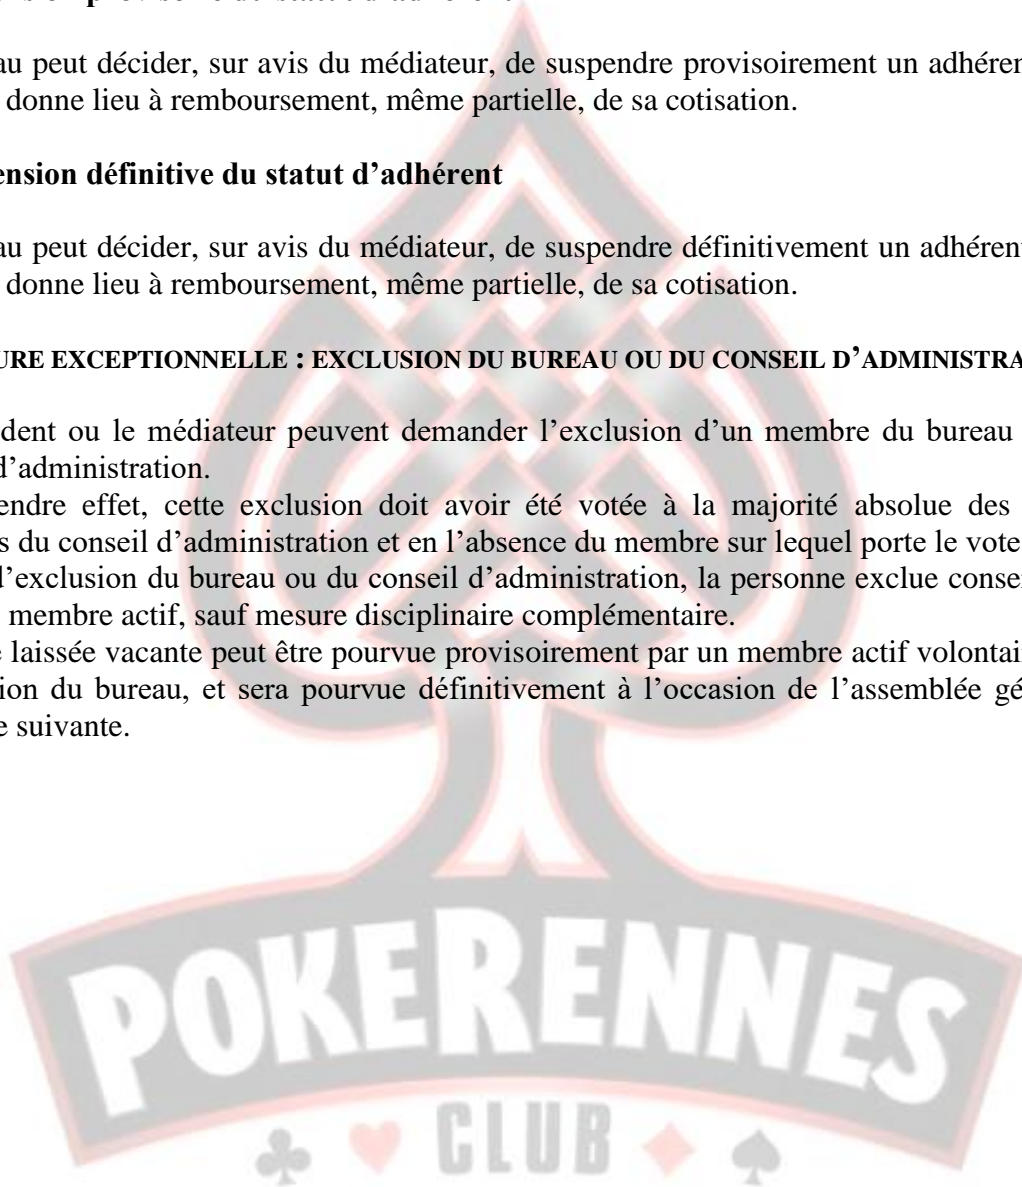 au peut décider, sur avis du médiateur, de suspendre provisoirement un adhéren
donne lieu à remboursement, même partielle, de sa cotisation.
ension définitive du statut d’adhérent
au peut décider, sur avis du médiateur, de suspendre définitivement un adhéren
donne lieu à remboursement, même partielle, de sa cotisation.
URE EXCEPTIONNELLE : EXCLUSION DU BUREAU OU DU CONSEIL D’ADMINISTRA
dent ou le médiateur peuvent demander l’exclusion d’un membre du bureau
d’administration.
endre effet, cette exclusion doit avoir été votée à la majorité absolue des
s du conseil d’administration et en l’absence du membre sur lequel porte le vote
l’exclusion du bureau ou du conseil d’administration, la personne exclue conse
membre actif, sauf mesure disciplinaire complémentaire.
e laissée vacante peut être pourvue provisoirement par un membre actif volontai
ion du bureau, et sera pourvue définitivement à l’occasion de l’assemblée gé
e suivante.
POKERENNES
CLUB